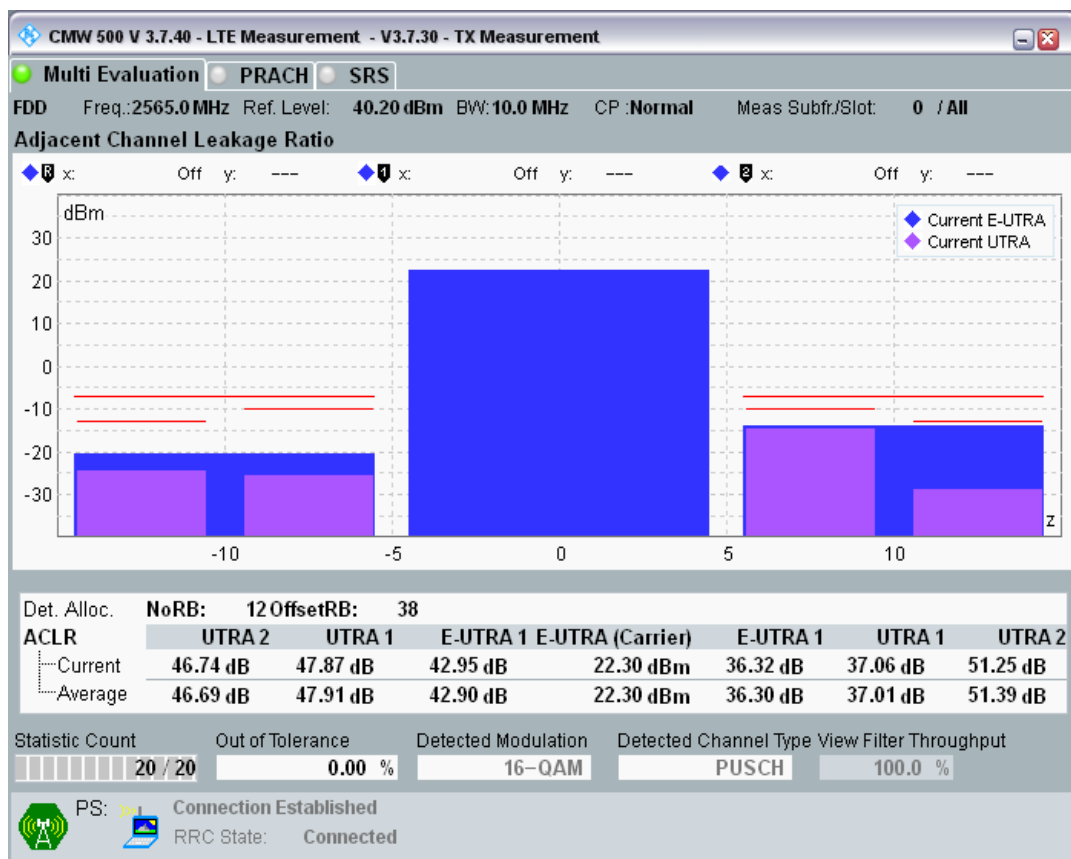 CMW 500 V 3.7.40 - LTE Measurement - V3.7.30 - TX Measurement
Multi Evaluation PRACH SRS
FDD Freq.:2565.0 MHz Ref. Level: 40.20 dBm BW:10.0 MHz CP :Normal Meas Subfr./Slot: 0 / All
Adjacent Channel Leakage Ratio
R x: Off y: --- 1 x: Off y: --- 2 x: Off y: ---
dBm
Current E-UTRA
Current UTRA
30
20
10
0
-10
-20
-30
z
-10 -5 0 5 10
Det. Alloc. NoRB: 12 OffsetRB: 38
ACLR UTRA 2 UTRA 1 E-UTRA 1 E-UTRA (Carrier) E-UTRA 1 UTRA 1 UTRA 2
Current 46.74 dB 47.87 dB 42.95 dB 22.30 dBm 36.32 dB 37.06 dB 51.25 dB
Average 46.69 dB 47.91 dB 42.90 dB 22.30 dBm 36.30 dB 37.01 dB 51.39 dB
Statistic Count Out of Tolerance Detected Modulation Detected Channel Type View Filter Throughput
20 / 20 0.00 % 16-QAM PUSCH 100.0 %
PS: Connection Established
RRC State: Connected